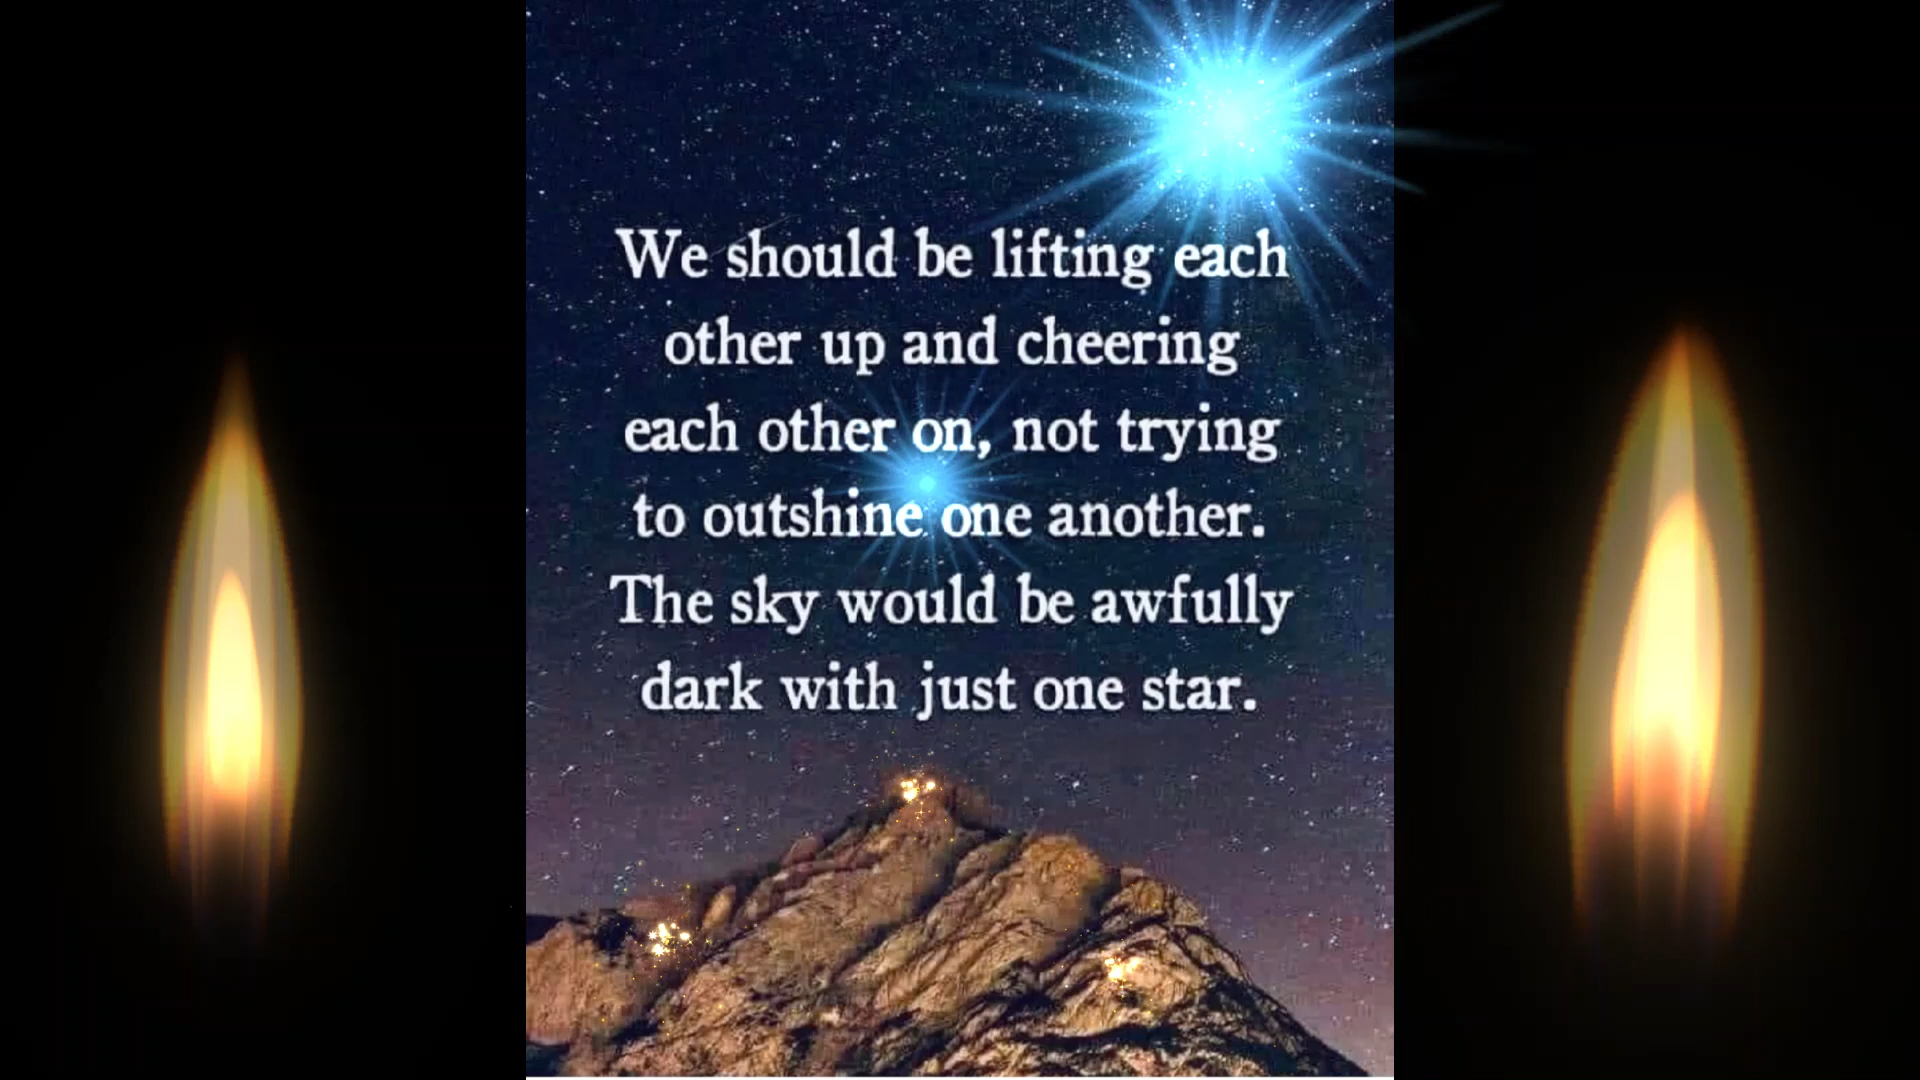 We should be lifting each
other up and cheering
each other on, not trying
to outshine one another.
The sky would be awfully
dark with just one star.